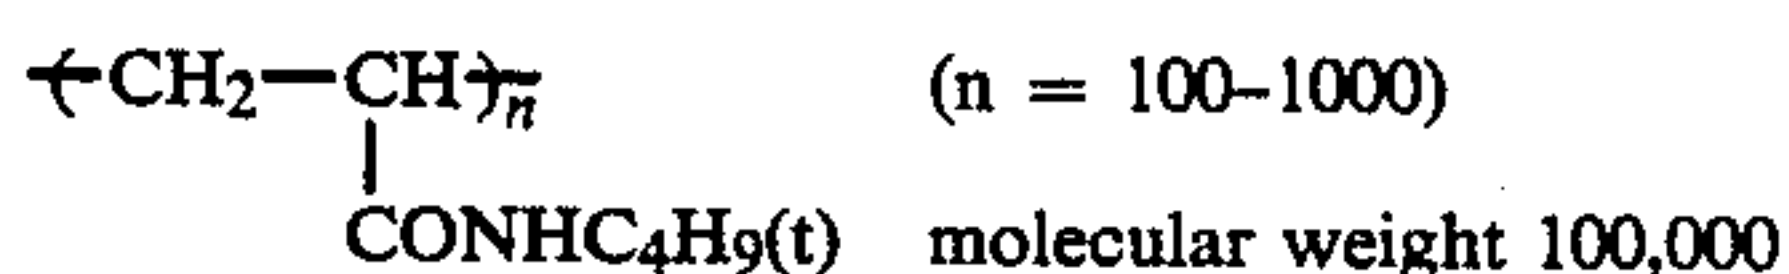 (CH2—CH)n (n = 100–1000)
CONHC4H9(t) molecular weight 100,000